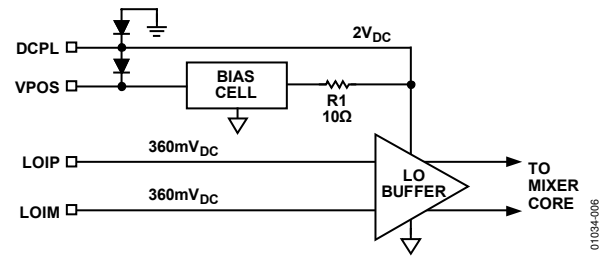 DCPL
2VDC
VPOS
BIAS
CELL
R1
10Ω
LOIP
360mVDC
LO
BUFFER
TO
MIXER
CORE
LOIM
360mVDC
01034-006